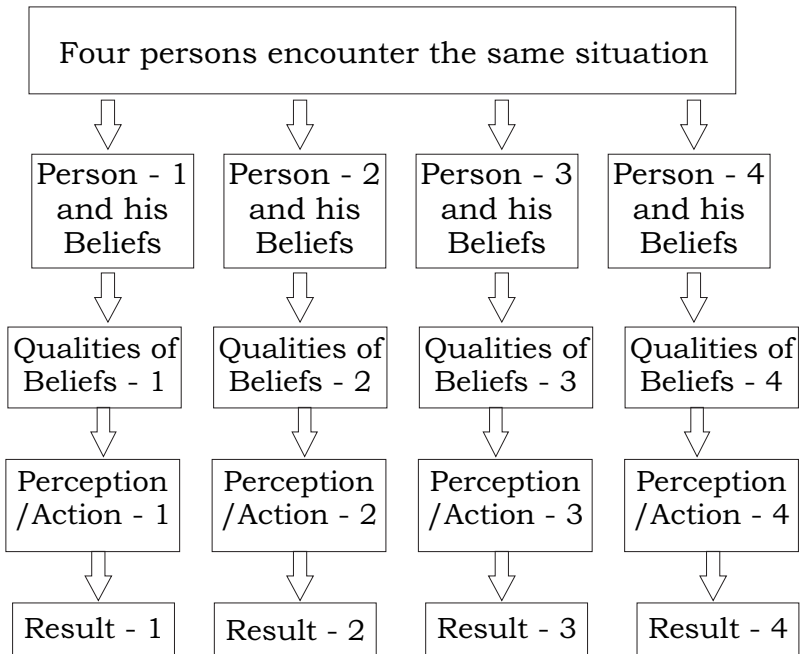 Four persons encounter the same situation
Person - 1
and his
Beliefs
Person - 2
and his
Beliefs
Person - 3
and his
Beliefs
Person - 4
and his
Beliefs
Qualities of
Beliefs - 1
Qualities of
Beliefs - 2
Qualities of
Beliefs - 3
Qualities of
Beliefs - 4
Perception
/Action - 1
Perception
/Action - 2
Perception
/Action - 3
Perception
/Action - 4
Result - 1
Result - 2
Result - 3
Result - 4